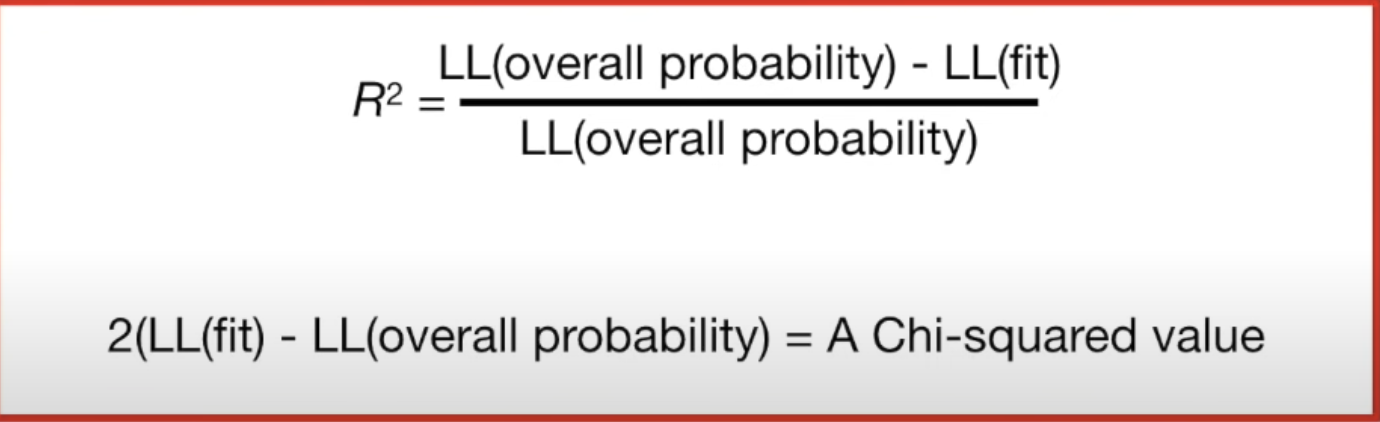 LL(overall probability) - LL(fit)
R² =
LL(overall probability)
2(LL(fit) - LL(overall probability) = A Chi-squared value